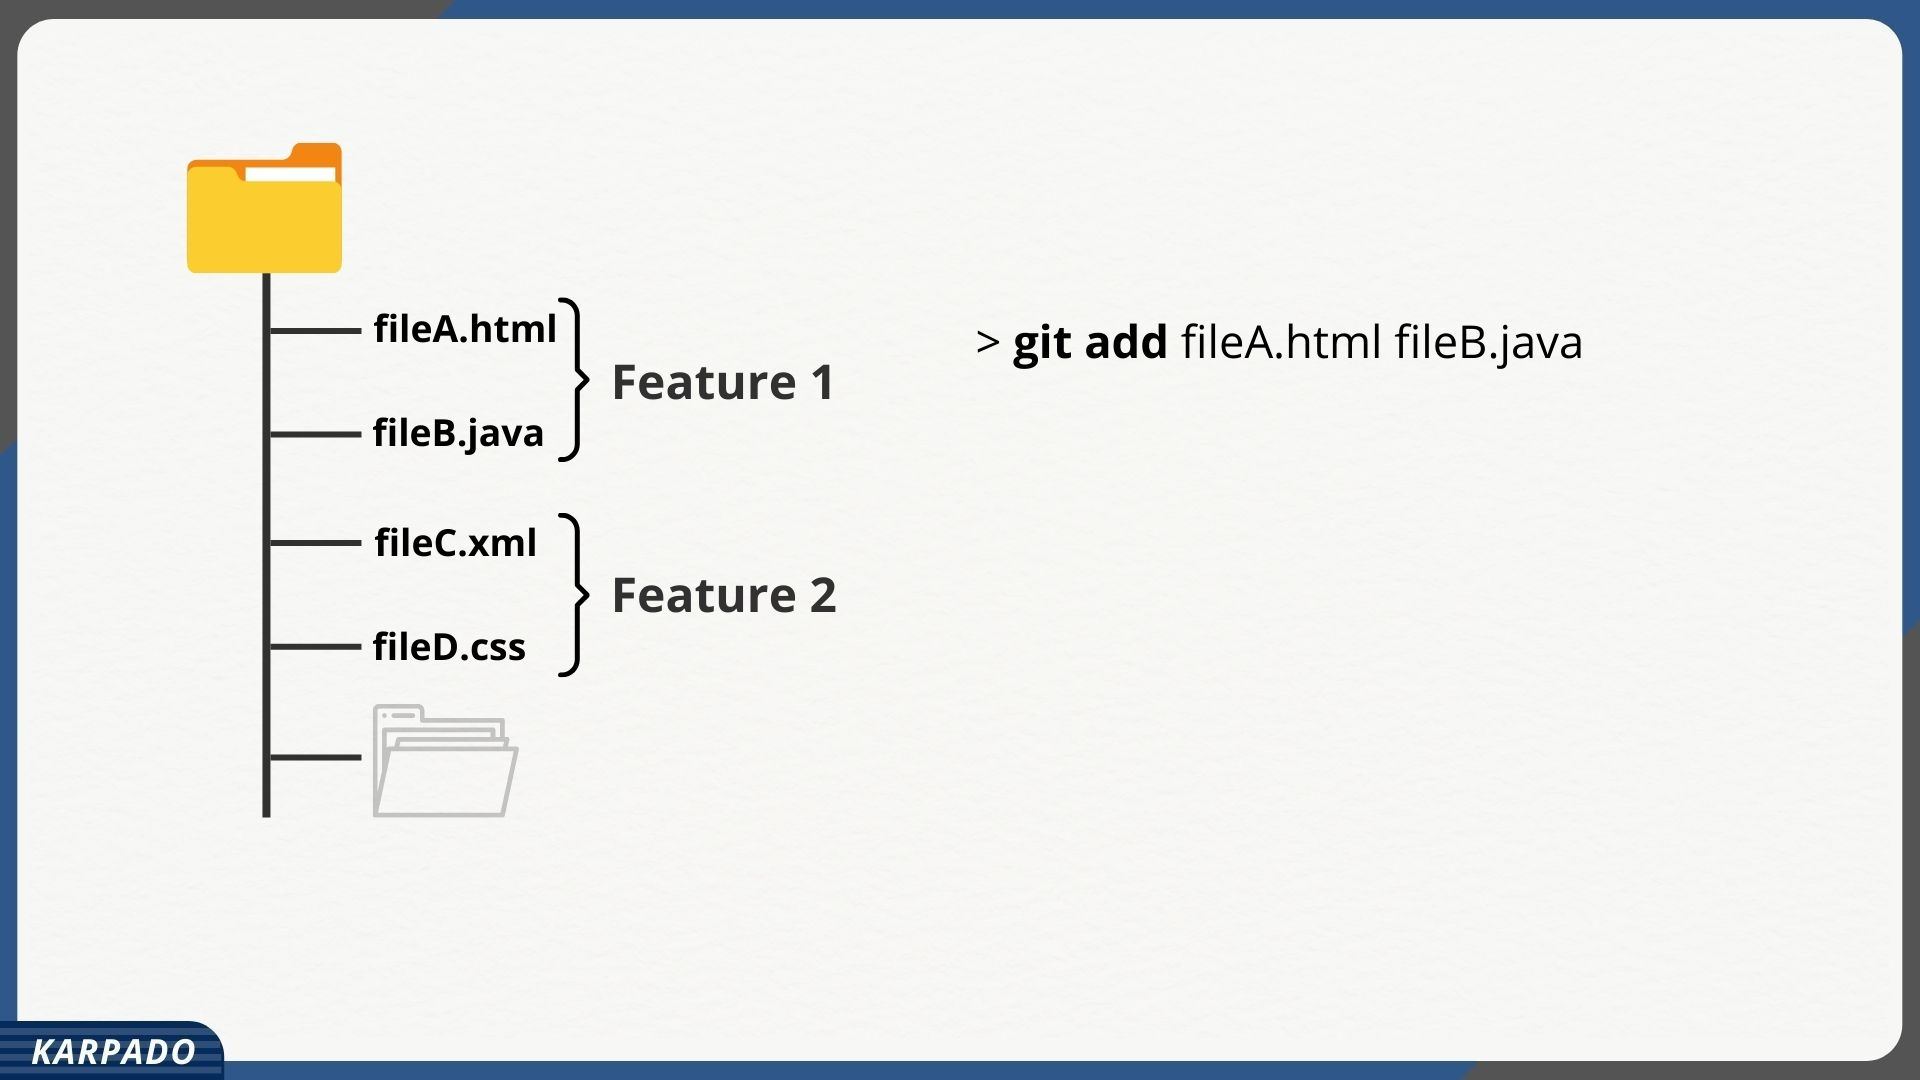 fileA.html
Feature 1
fileB.java
fileC.xml
Feature 2
fileD.css
> git add fileA.html fileB.java
KARPADO